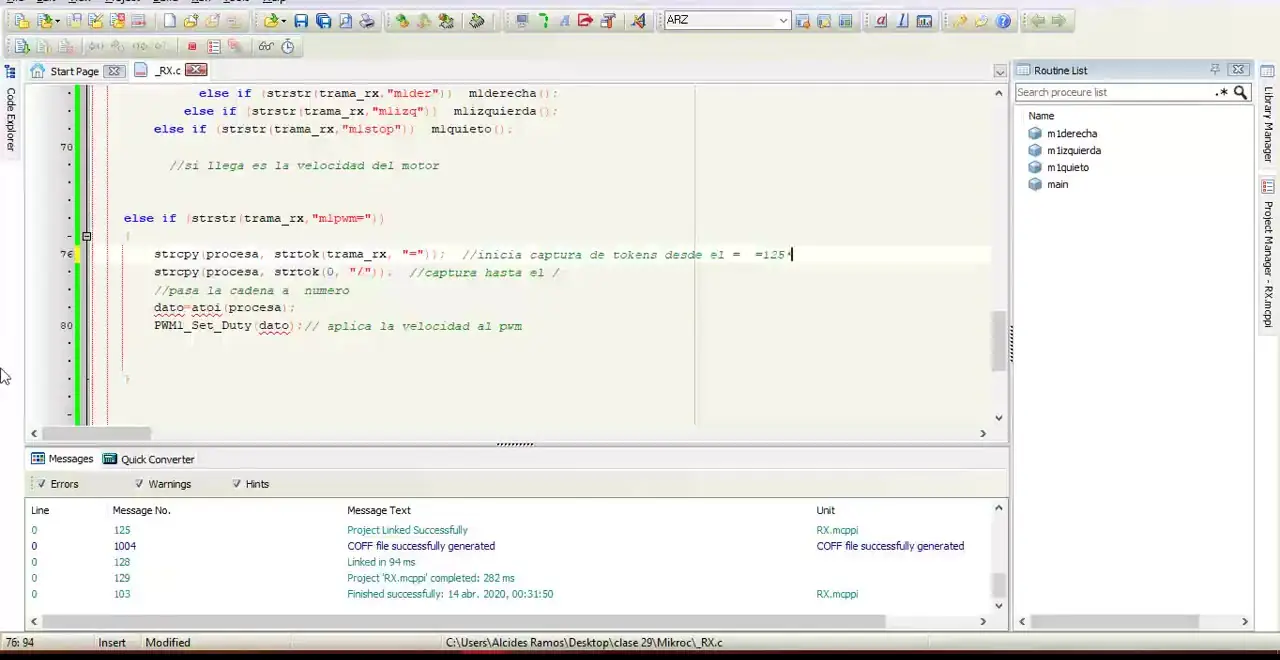 ARZ
Start Page
_RX.c
Routine List
Code Explorer
Library Manager
Project Manager - RX.mcppi
else if (strstr(trama_rx,"m1der")) m1derecha();
else if (strstr(trama_rx,"m1izq")) m1izquierda();
else if (strstr(trama_rx,"m1stop")) m1quieto();
70
//si llega es la velocidad del motor
else if (strstr(trama_rx,"m1pwm="))
{
76
strcpy(procesa, strtok(trama_rx, "=")); //inicia captura de tokens desde el = =125*
strcpy(procesa, strtok(0, "/")); //captura hasta el /
//pasa la cadena a numero
dato=atoi(procesa);
80
PWM1_Set_Duty(dato);// aplica la velocidad al pwm
}
Search proceure list
.*
Name
m1derecha
m1izquierda
m1quieto
main
Messages
Quick Converter
Errors
Warnings
Hints
Line Message No. Message Text Unit
0 125 Project Linked Successfully RX.mcppi
0 1004 COFF file successfully generated COFF file successfully generated
0 128 Linked in 94 ms
0 129 Project 'RX.mcppi' completed: 282 ms
0 103 Finished successfully: 14 abr. 2020, 00:31:50 RX.mcppi
76: 94 Insert Modified C:\Users\Alcides Ramos\Desktop\clase 29\Mikroc\_RX.c